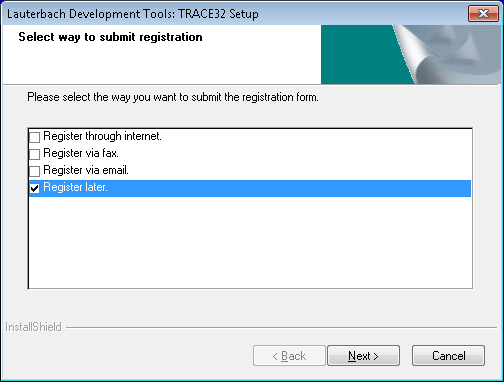 Lauterbach Development Tools: TRACE32 Setup
Select way to submit registration
Please select the way you want to submit the registration form.
Register through internet.
Register via fax.
Register via email.
Register later.
InstallShield
< Back
Next >
Cancel